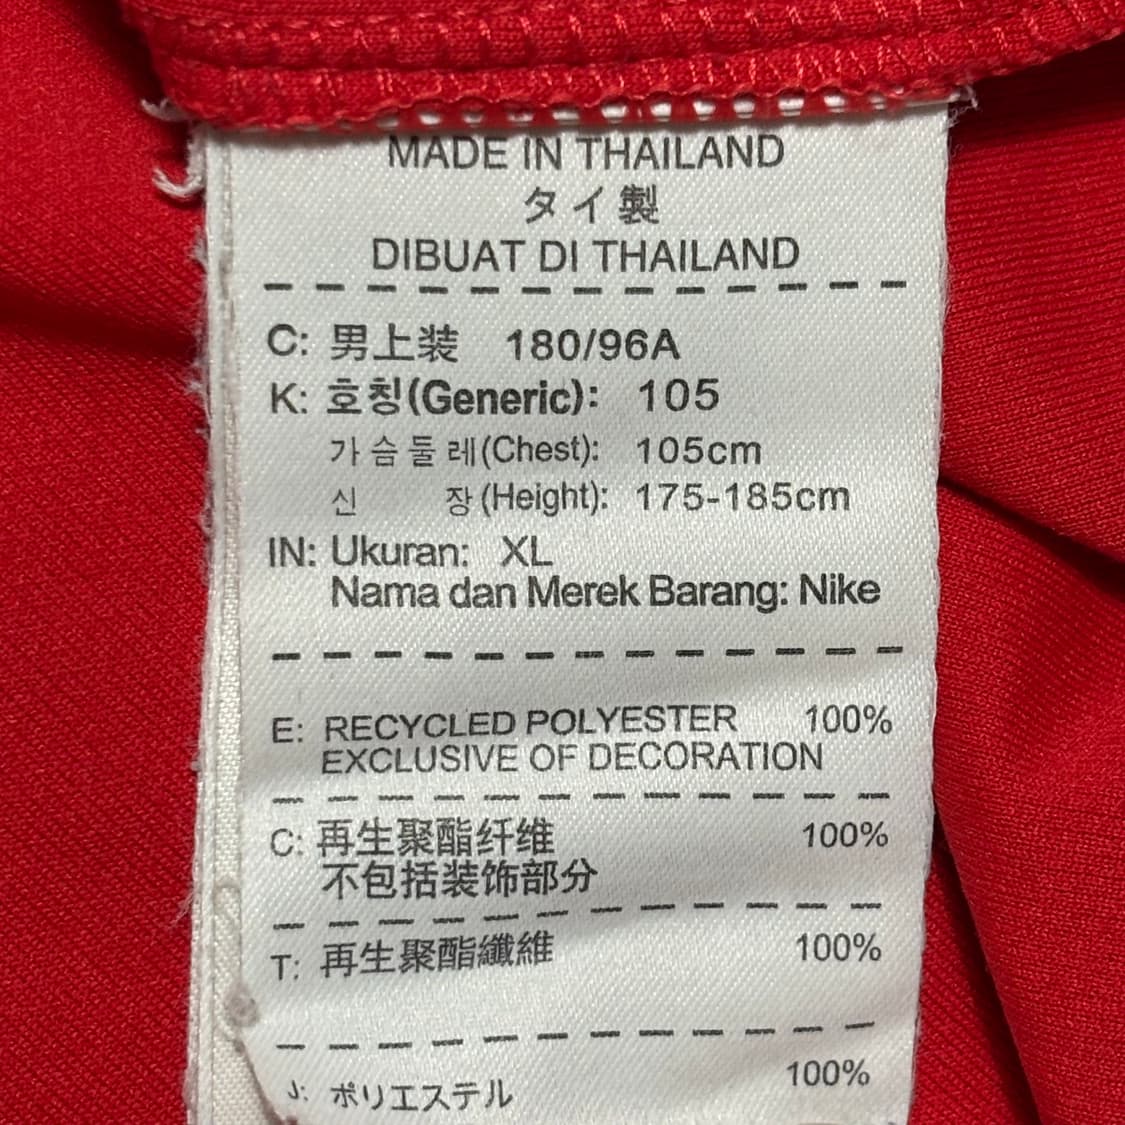 MADE IN THAILAND
タイ製
DIBUAT DI THAILAND
C: 男上装 180/96A
K: 호칭(Generic): 105
가슴둘레(Chest): 105cm
신 장(Height): 175-185cm
IN: Ukuran: XL
Nama dan Merek Barang: Nike
E: RECYCLED POLYESTER 100%
EXCLUSIVE OF DECORATION
C: 再生聚酯纤维 100%
不包括装饰部分
T: 再生聚酯纖維 100%
J: ポリエステル 100%